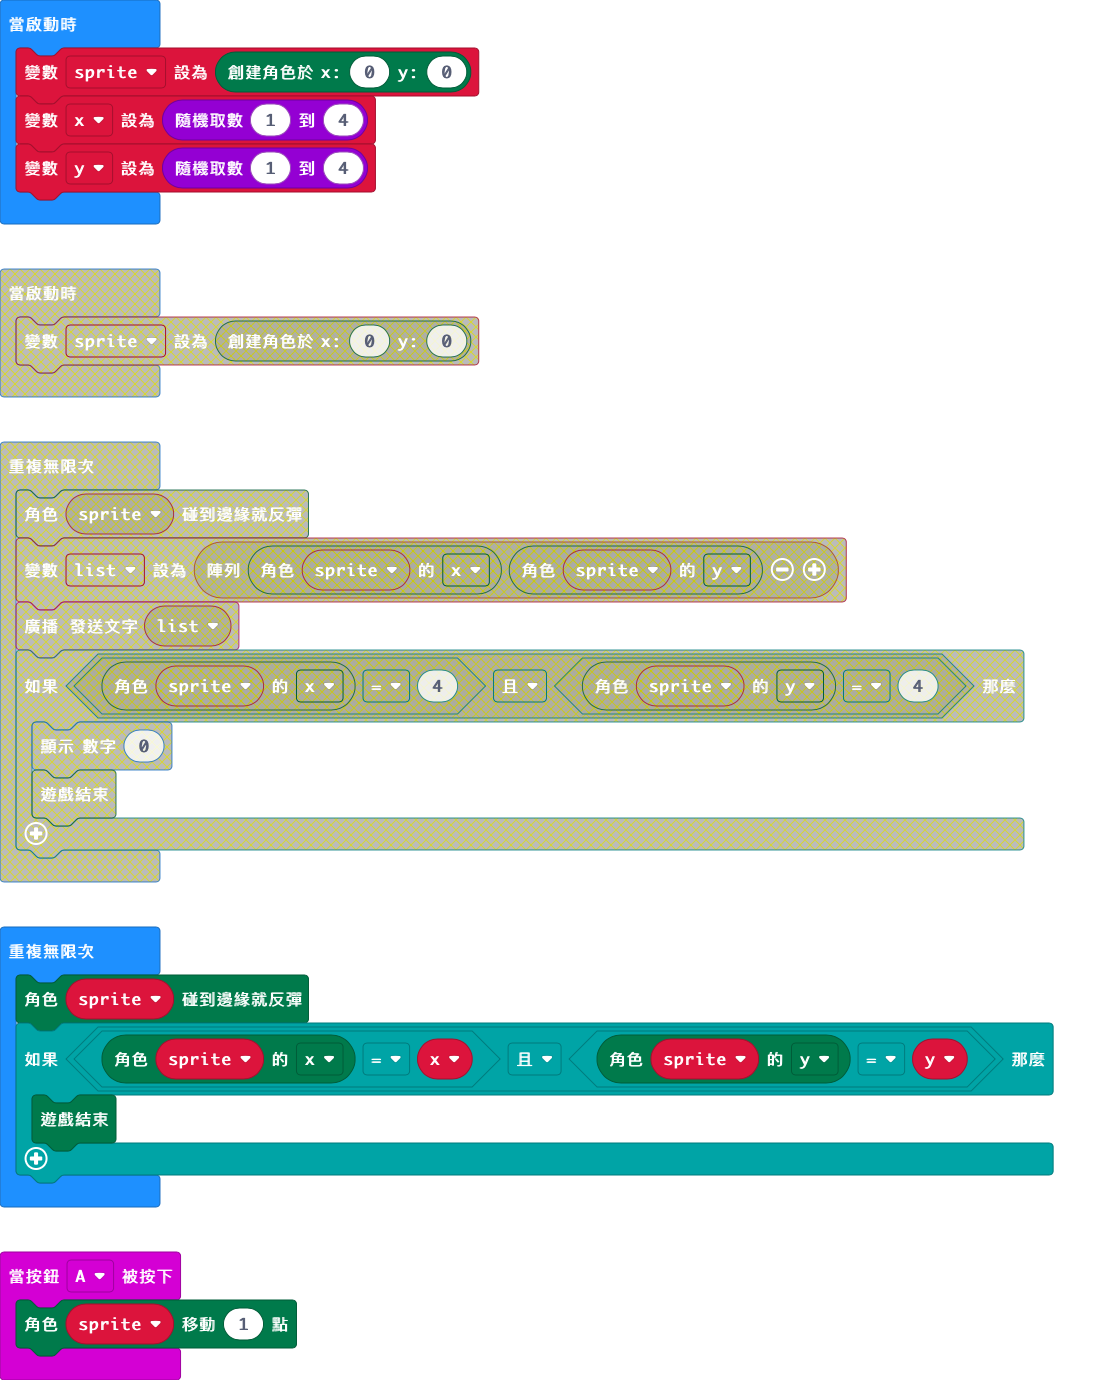 當啟動時
變數 sprite 設為 創建角色於 x: 0 y: 0
變數 x 設為 隨機取數 1 到 4
變數 y 設為 隨機取數 1 到 4
當啟動時
變數 sprite 設為 創建角色於 x: 0 y: 0
重複無限次
角色 sprite 碰到邊緣就反彈
變數 list 設為 陣列 角色 sprite 的 x 角色 sprite 的 y
廣播 發送文字 list
如果 角色 sprite 的 x = 4 且 角色 sprite 的 y = 4 那麼
顯示 數字 0
遊戲結束
重複無限次
角色 sprite 碰到邊緣就反彈
如果 角色 sprite 的 x = x 且 角色 sprite 的 y = y 那麼
遊戲結束
當按鈕 A 被按下
角色 sprite 移動 1 點